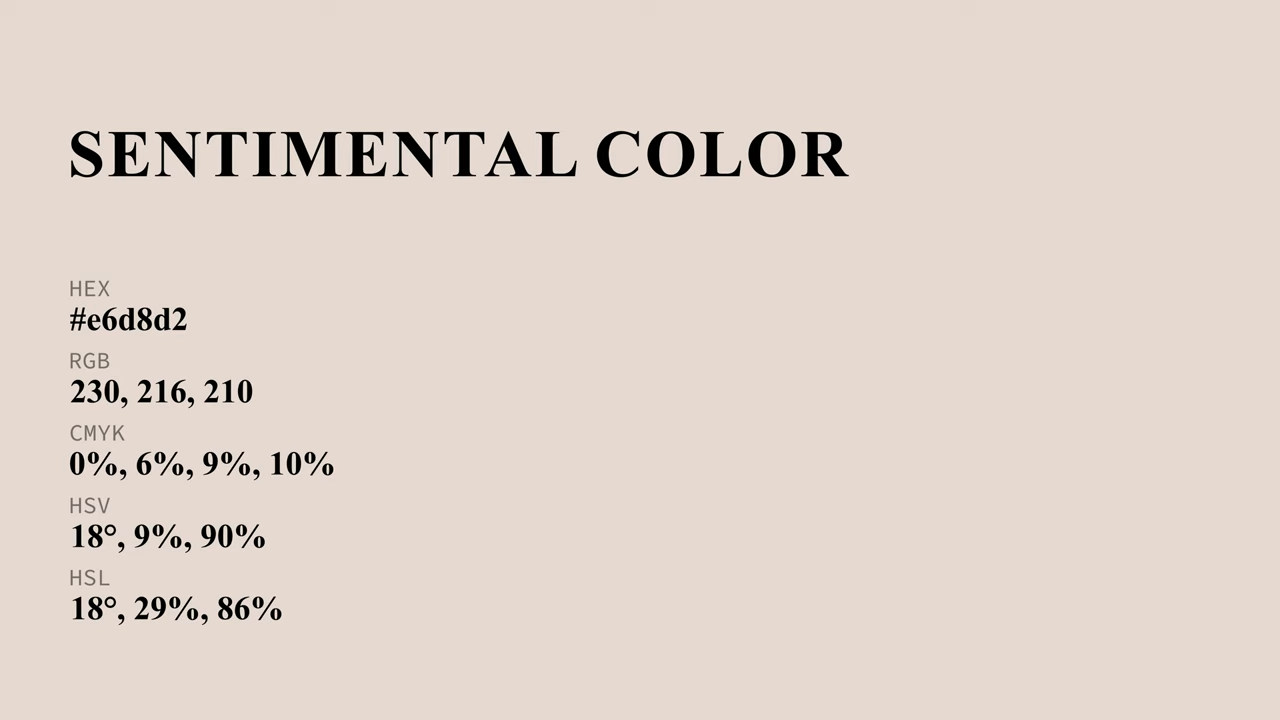 SENTIMENTAL COLOR
HEX
#e6d8d2
RGB
230, 216, 210
CMYK
0%, 6%, 9%, 10%
HSV
18°, 9%, 90%
HSL
18°, 29%, 86%